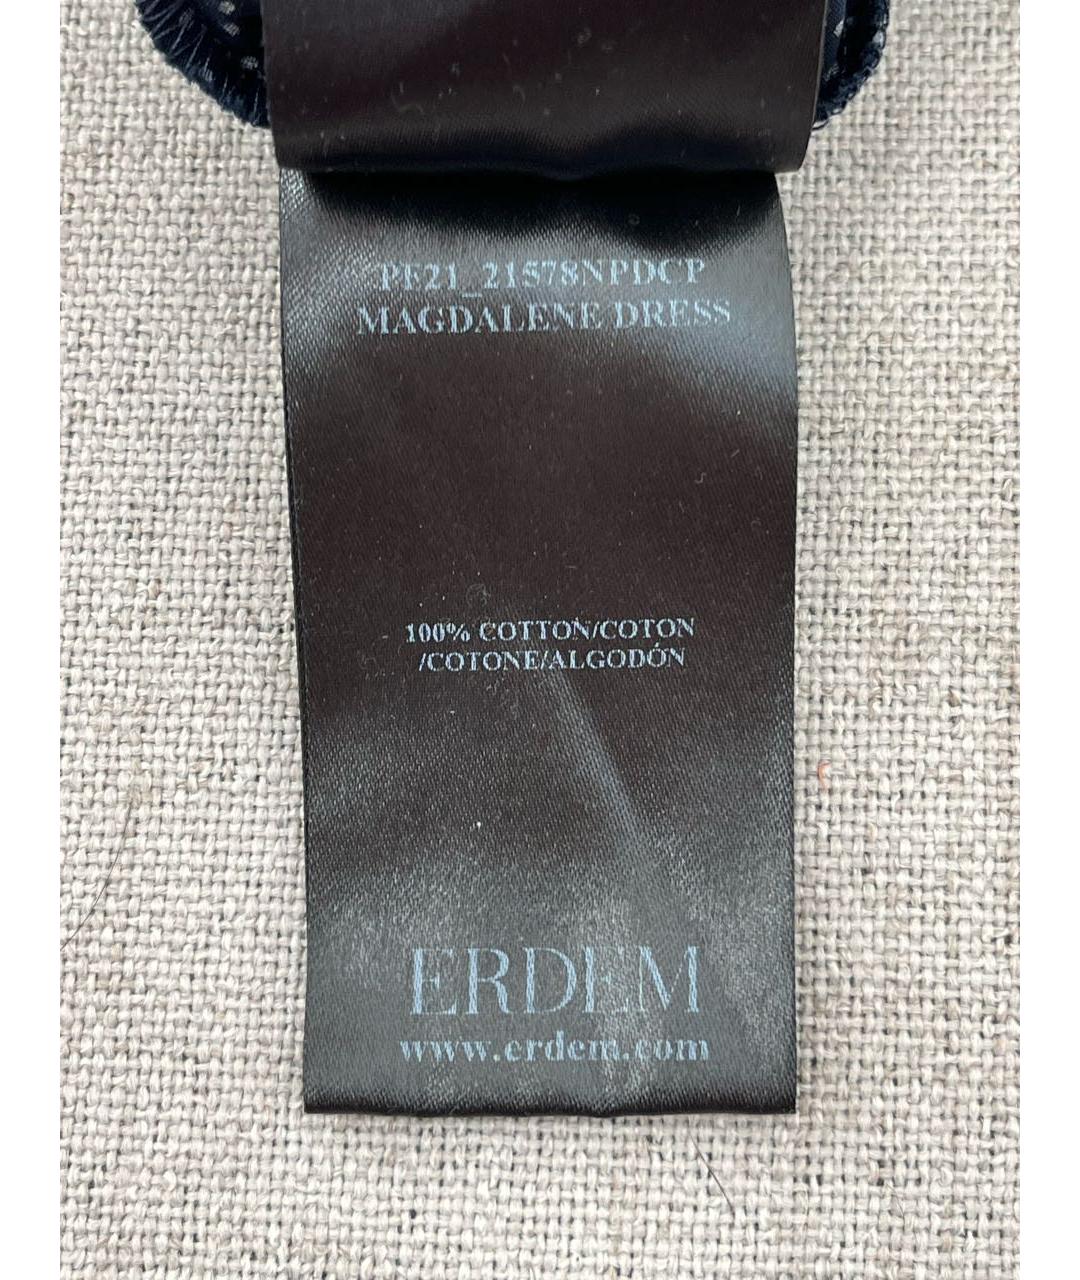 PF21_21578NPDCP
MAGDALENE DRESS
100% COTTON/COTON
/COTONE/ALGODÓN
ERDEM
www.erdem.com